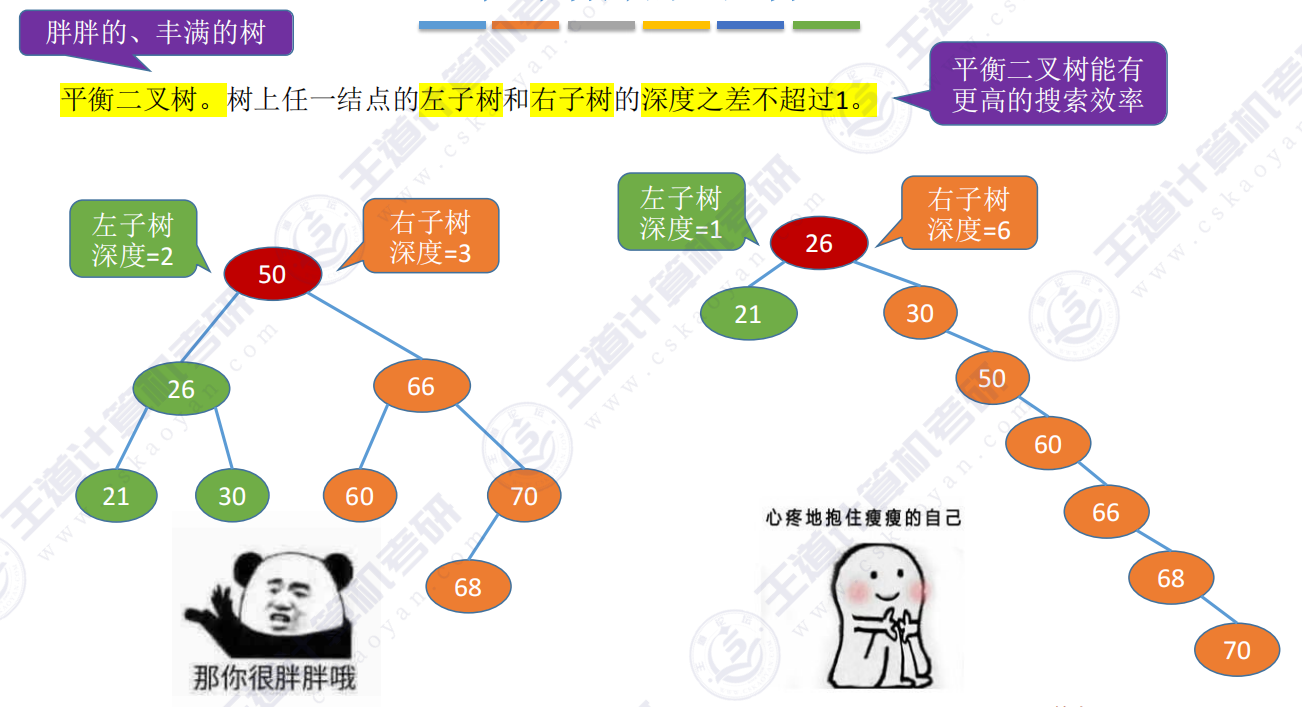 胖胖的、丰满的树
平衡二叉树。树上任一结点的左子树和右子树的深度之差不超过1。
平衡二叉树能有
更高的搜索效率
左子树
深度=2
右子树
深度=3
50
26
66
21
30
60
70
68
那你很胖胖哦
左子树
深度=1
右子树
深度=6
26
21
30
50
60
66
68
70
心疼地抱住瘦瘦的自己
王道计算机考研
www.cskaoyan.com